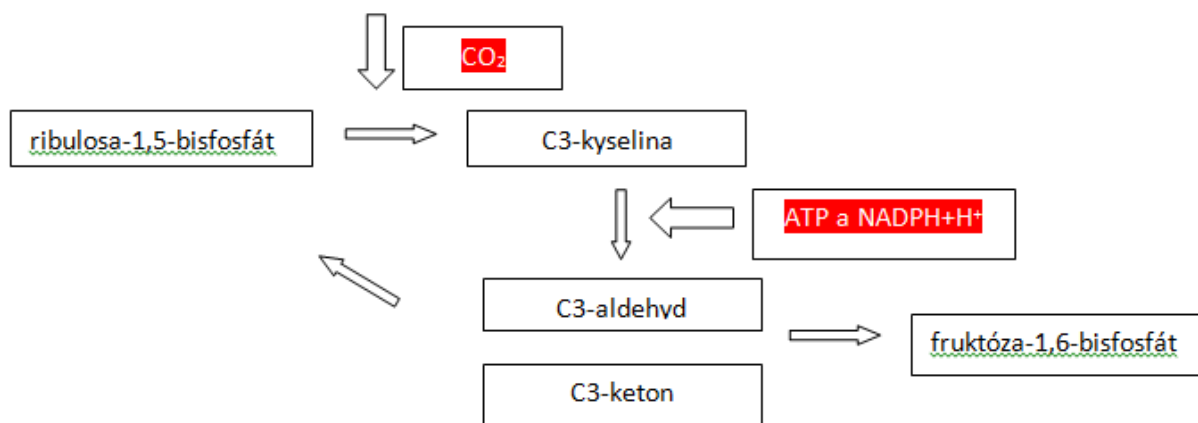 CO₂
ribulosa-1,5-bisfosfát
C3-kyselina
ATP a NADPH+H⁺
C3-aldehyd
fruktóza-1,6-bisfosfát
C3-keton